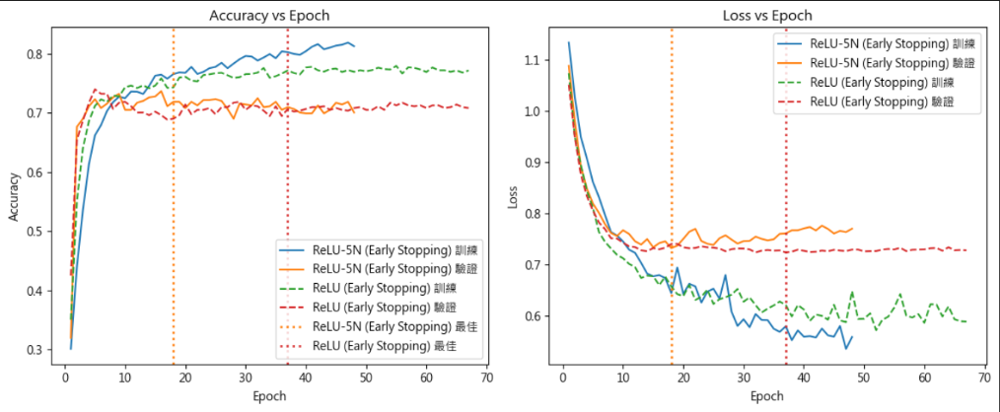 Accuracy vs Epoch
Accuracy
0.8
0.7
0.6
0.5
0.4
0.3
ReLU-5N (Early Stopping) 訓練
ReLU-5N (Early Stopping) 驗證
ReLU (Early Stopping) 訓練
ReLU (Early Stopping) 驗證
ReLU-5N (Early Stopping) 最佳
ReLU (Early Stopping) 最佳
0 10 20 30 40 50 60 70
Epoch
Loss vs Epoch
Loss
1.1
1.0
0.9
0.8
0.7
0.6
ReLU-5N (Early Stopping) 訓練
ReLU-5N (Early Stopping) 驗證
ReLU (Early Stopping) 訓練
ReLU (Early Stopping) 驗證
0 10 20 30 40 50 60 70
Epoch